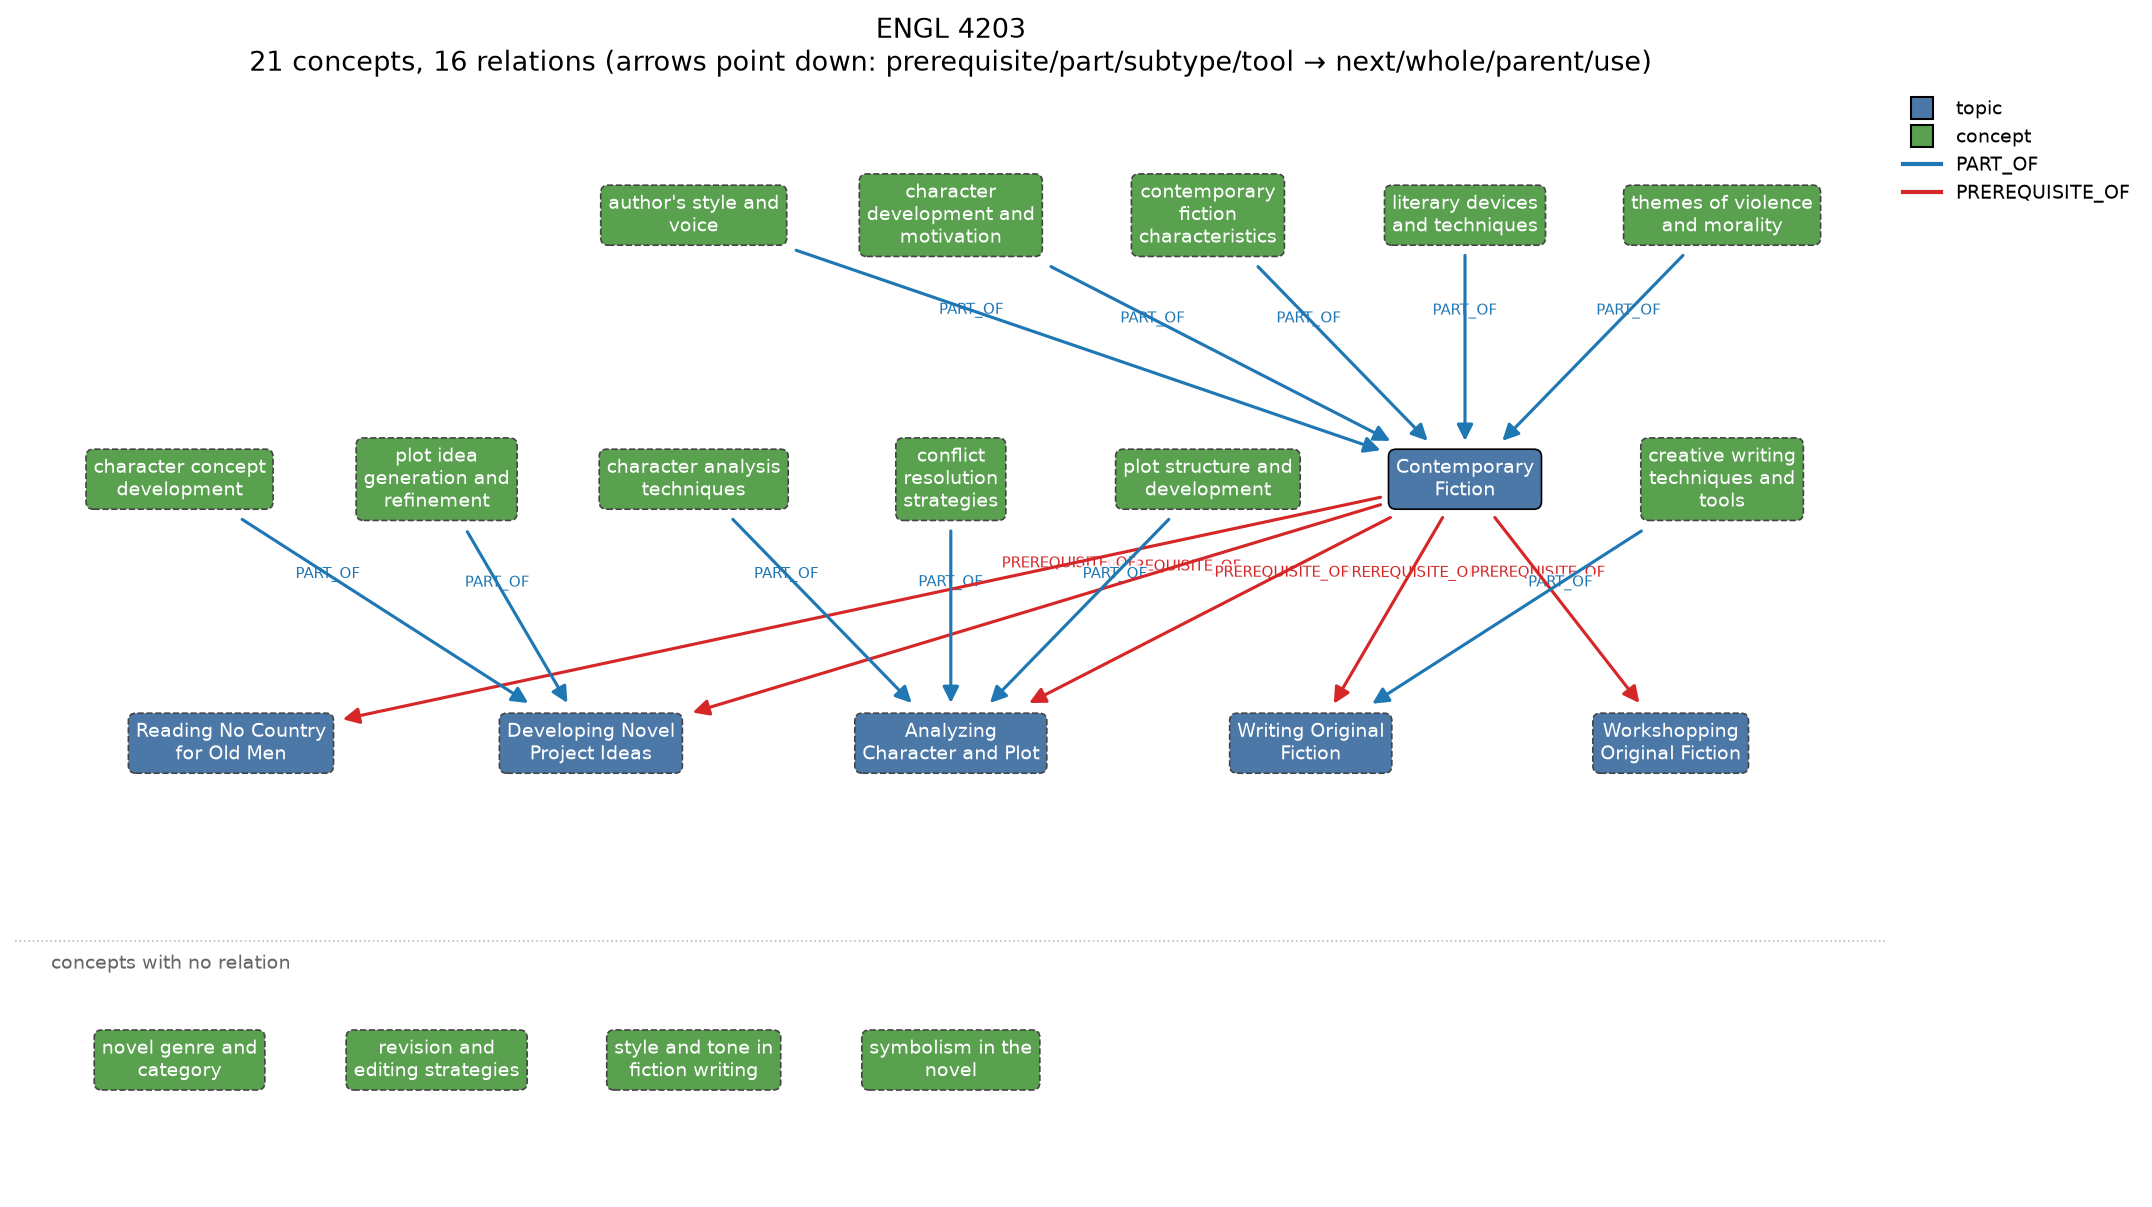 ENGL 4203
21 concepts, 16 relations (arrows point down: prerequisite/part/subtype/tool → next/whole/parent/use)
topic
concept
PART_OF
PREREQUISITE_OF
author's style and
voice
character
development and
motivation
contemporary
fiction
characteristics
literary devices
and techniques
themes of violence
and morality
PART_OF
PART_OF
PART_OF
PART_OF
PART_OF
character concept
development
plot idea
generation and
refinement
character analysis
techniques
conflict
resolution
strategies
plot structure and
development
Contemporary
Fiction
creative writing
techniques and
tools
PART_OF
PART_OF
PART_OF
PART_OF
PREREQUISITE_OF
PART_OF
PREREQUISITE_OF
PREREQUISITE_OF
PART_OF
Reading No Country
for Old Men
Developing Novel
Project Ideas
Analyzing
Character and Plot
Writing Original
Fiction
Workshopping
Original Fiction
concepts with no relation
novel genre and
category
revision and
editing strategies
style and tone in
fiction writing
symbolism in the
novel